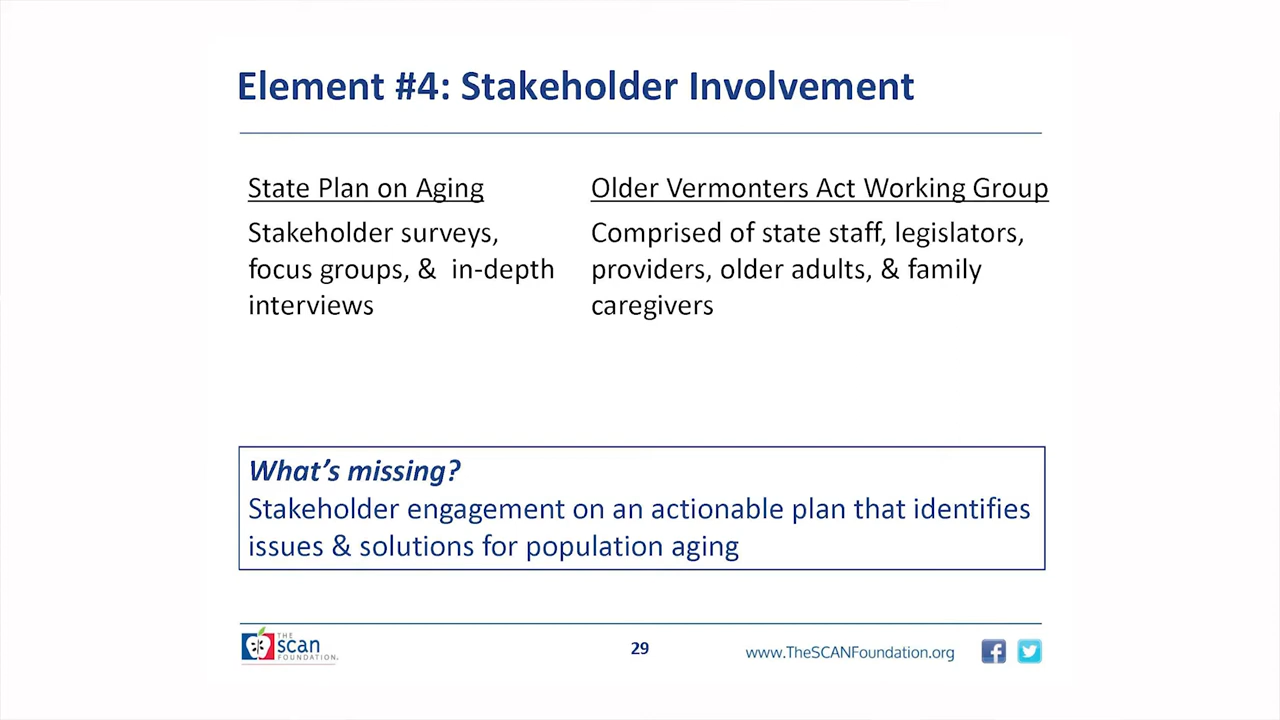 Element #4: Stakeholder Involvement
State Plan on Aging
Stakeholder surveys,
focus groups, & in-depth
interviews
Older Vermonters Act Working Group
Comprised of state staff, legislators,
providers, older adults, & family
caregivers
What's missing?
Stakeholder engagement on an actionable plan that identifies
issues & solutions for population aging
THE
scan
FOUNDATION.
29
www.TheSCANFoundation.org